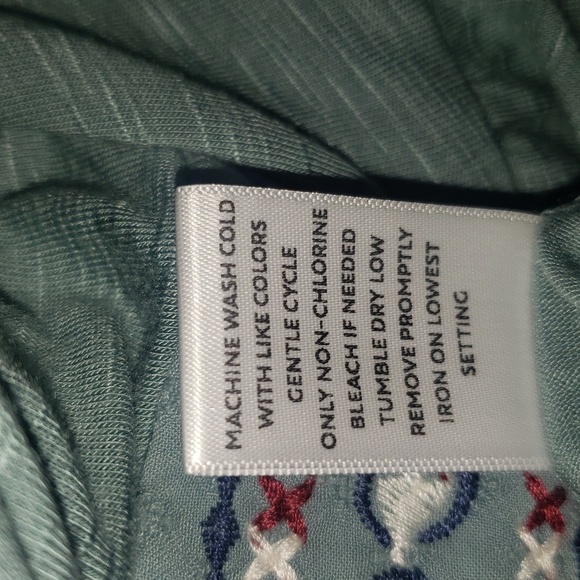 MACHINE WASH COLD
WITH LIKE COLORS
GENTLE CYCLE
ONLY NON-CHLORINE
BLEACH IF NEEDED
TUMBLE DRY LOW
REMOVE PROMPTLY
IRON ON LOWEST
SETTING